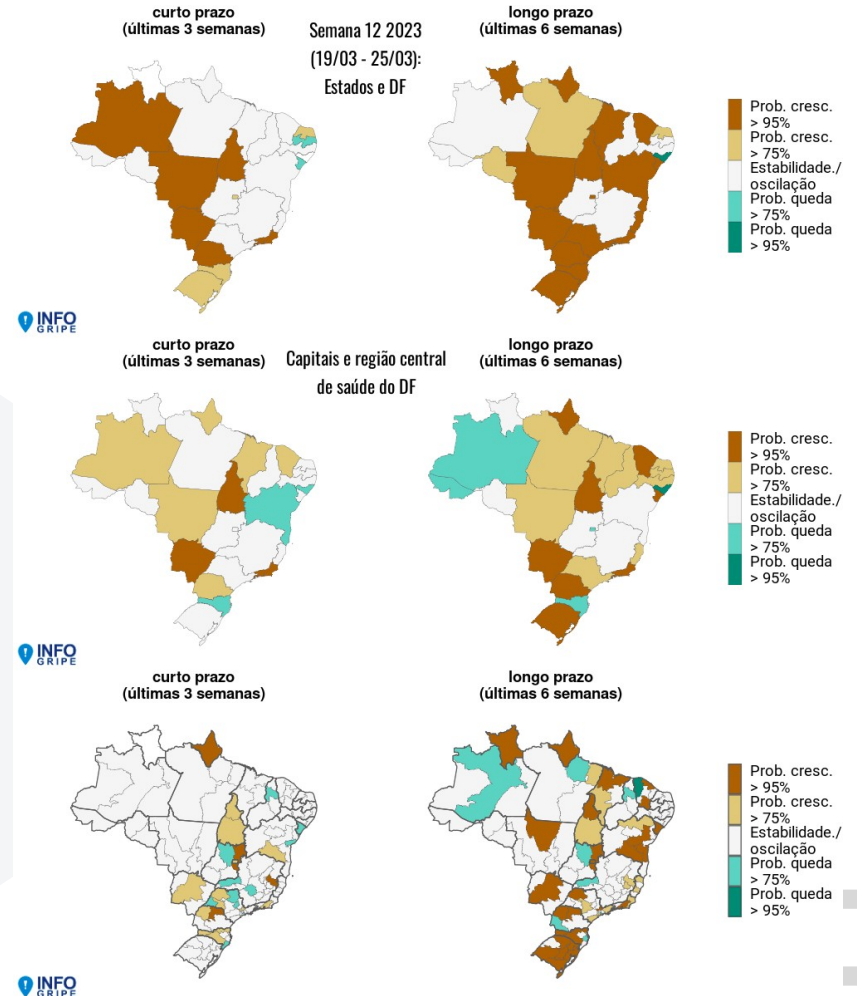 curto prazo
(últimas 3 semanas)
Semana 12 2023
(19/03 - 25/03):
Estados e DF
longo prazo
(últimas 6 semanas)
Prob. cresc.
> 95%
Prob. cresc.
> 75%
Estabilidade./
oscilação
Prob. queda
> 75%
Prob. queda
> 95%
INFO
GRIPE
curto prazo
(últimas 3 semanas)
Capitais e região central
de saúde do DF
longo prazo
(últimas 6 semanas)
Prob. cresc.
> 95%
Prob. cresc.
> 75%
Estabilidade./
oscilação
Prob. queda
> 75%
Prob. queda
> 95%
INFO
GRIPE
curto prazo
(últimas 3 semanas)
longo prazo
(últimas 6 semanas)
Prob. cresc.
> 95%
Prob. cresc.
> 75%
Estabilidade./
oscilação
Prob. queda
> 75%
Prob. queda
> 95%
INFO
GRIPE